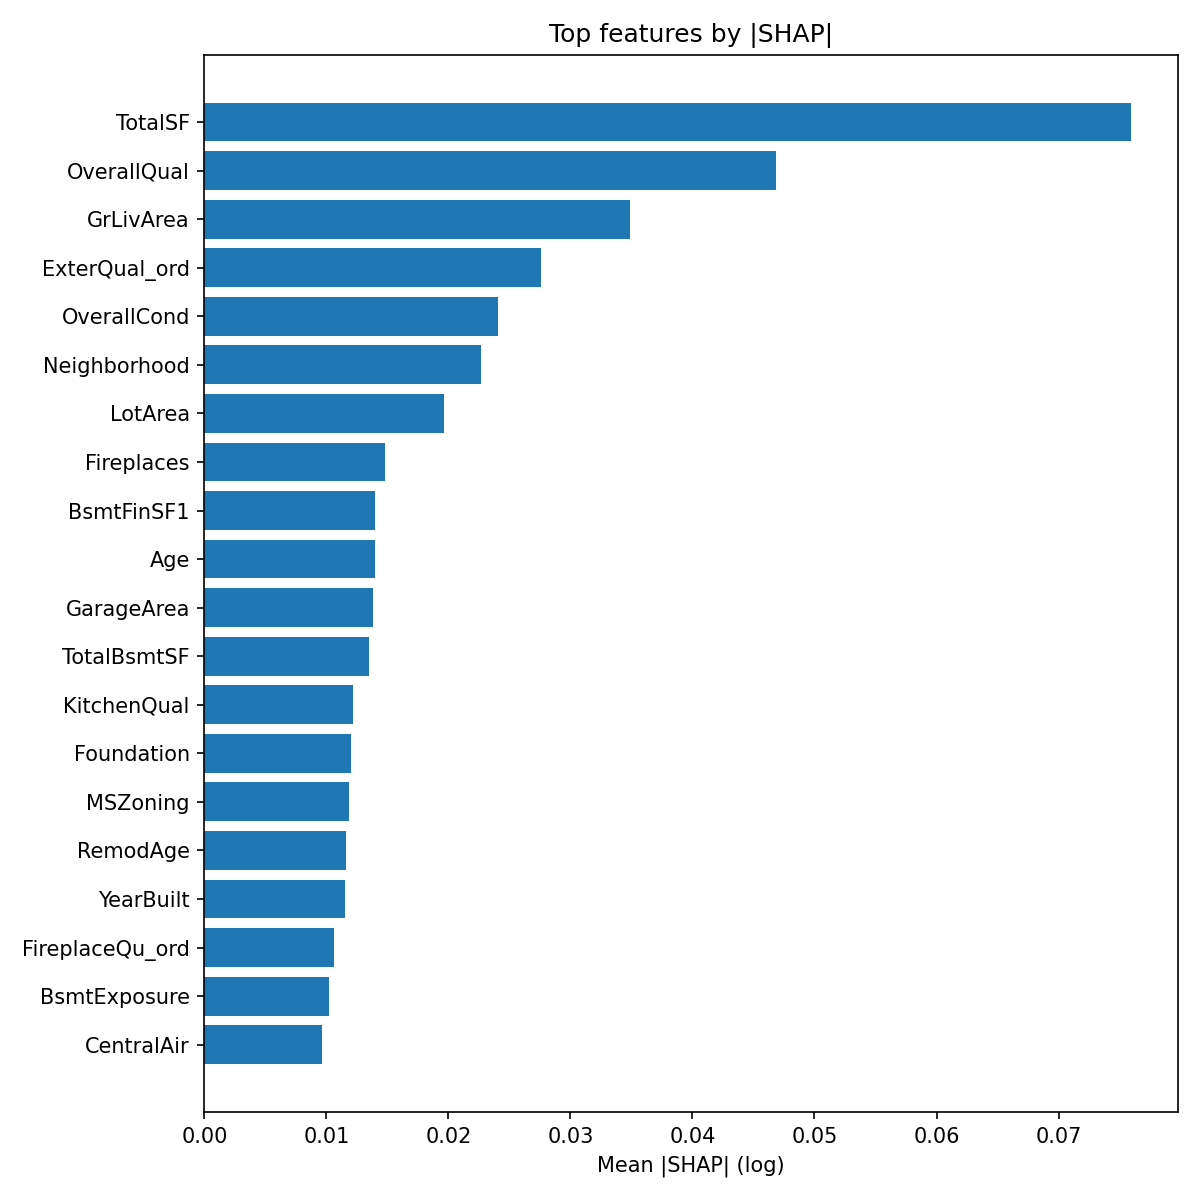 Top features by |SHAP|
TotalSF
OverallQual
GrLivArea
ExterQual_ord
OverallCond
Neighborhood
LotArea
Fireplaces
BsmtFinSF1
Age
GarageArea
TotalBsmtSF
KitchenQual
Foundation
MSZoning
RemodAge
YearBuilt
FireplaceQu_ord
BsmtExposure
CentralAir
0.00 0.01 0.02 0.03 0.04 0.05 0.06 0.07
Mean |SHAP| (log)